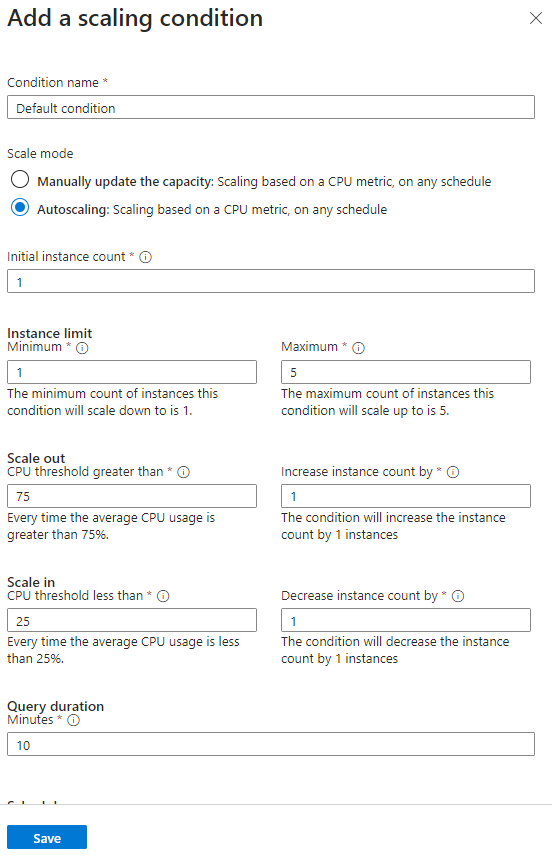 Add a scaling condition
Condition name *
Default condition
Scale mode
Manually update the capacity: Scaling based on a CPU metric, on any schedule
Autoscaling: Scaling based on a CPU metric, on any schedule
Initial instance count *
1
Instance limit
Minimum *
1
The minimum count of instances this
condition will scale down to is 1.
Maximum *
5
The maximum count of instances this
condition will scale up to is 5.
Scale out
CPU threshold greater than *
75
Every time the average CPU usage is
greater than 75%.
Increase instance count by *
1
The condition will increase the instance
count by 1 instances
Scale in
CPU threshold less than *
25
Every time the average CPU usage is less
than 25%.
Decrease instance count by *
1
The condition will decrease the instance
count by 1 instances
Query duration
Minutes *
10
Save